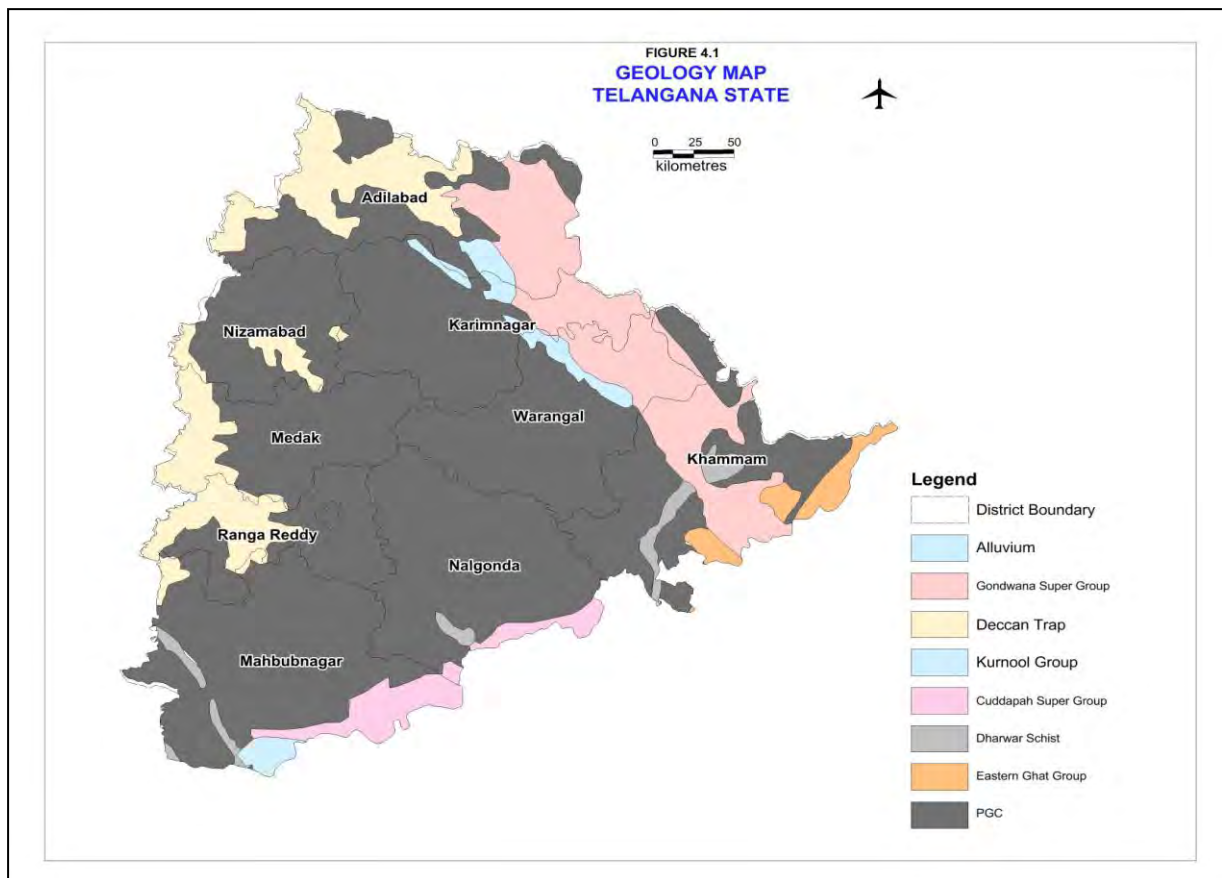 FIGURE 4.1
GEOLOGY MAP
TELANGANA STATE
0 25 50
kilometres
Adilabad
Nizamabad
Karimnagar
Medak
Warangal
Khammam
Ranga Reddy
Nalgonda
Mahbubnagar
Legend
District Boundary
Alluvium
Gondwana Super Group
Deccan Trap
Kurnool Group
Cuddapah Super Group
Dharwar Schist
Eastern Ghat Group
PGC